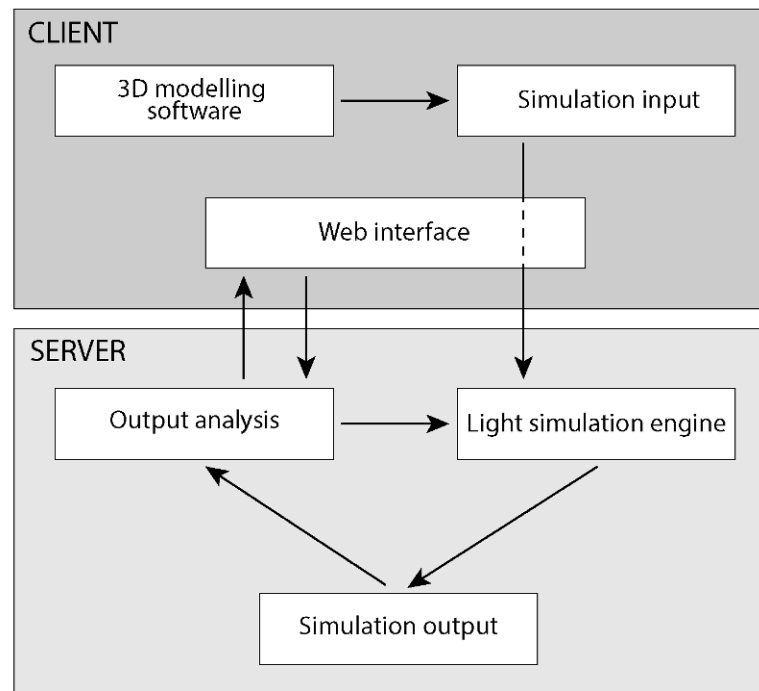 CLIENT
3D modelling
software
Simulation input
Web interface
SERVER
Output analysis
Light simulation engine
Simulation output